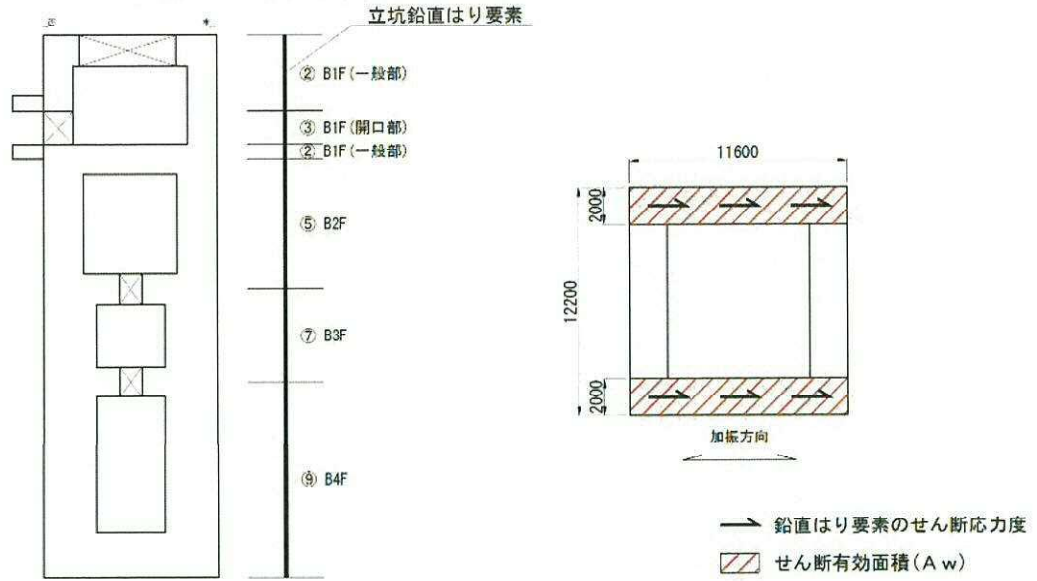 立坑鉛直はり要素
② B1F(一般部)
③ B1F(開口部)
② B1F(一般部)
⑤ B2F
⑦ B3F
⑨ B4F
11600
2000
12200
2000
加振方向
鉛直はり要素のせん断応力度
せん断有効面積(Aw)